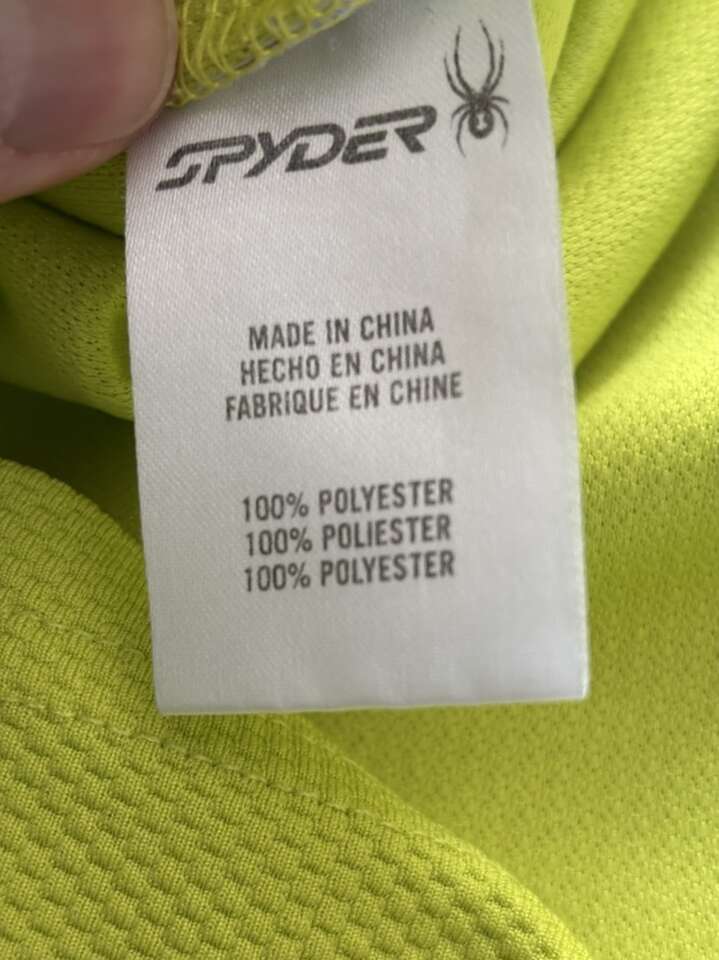 SPYDER
MADE IN CHINA
HECHO EN CHINA
FABRIQUE EN CHINE
100% POLYESTER
100% POLIESTER
100% POLYESTER